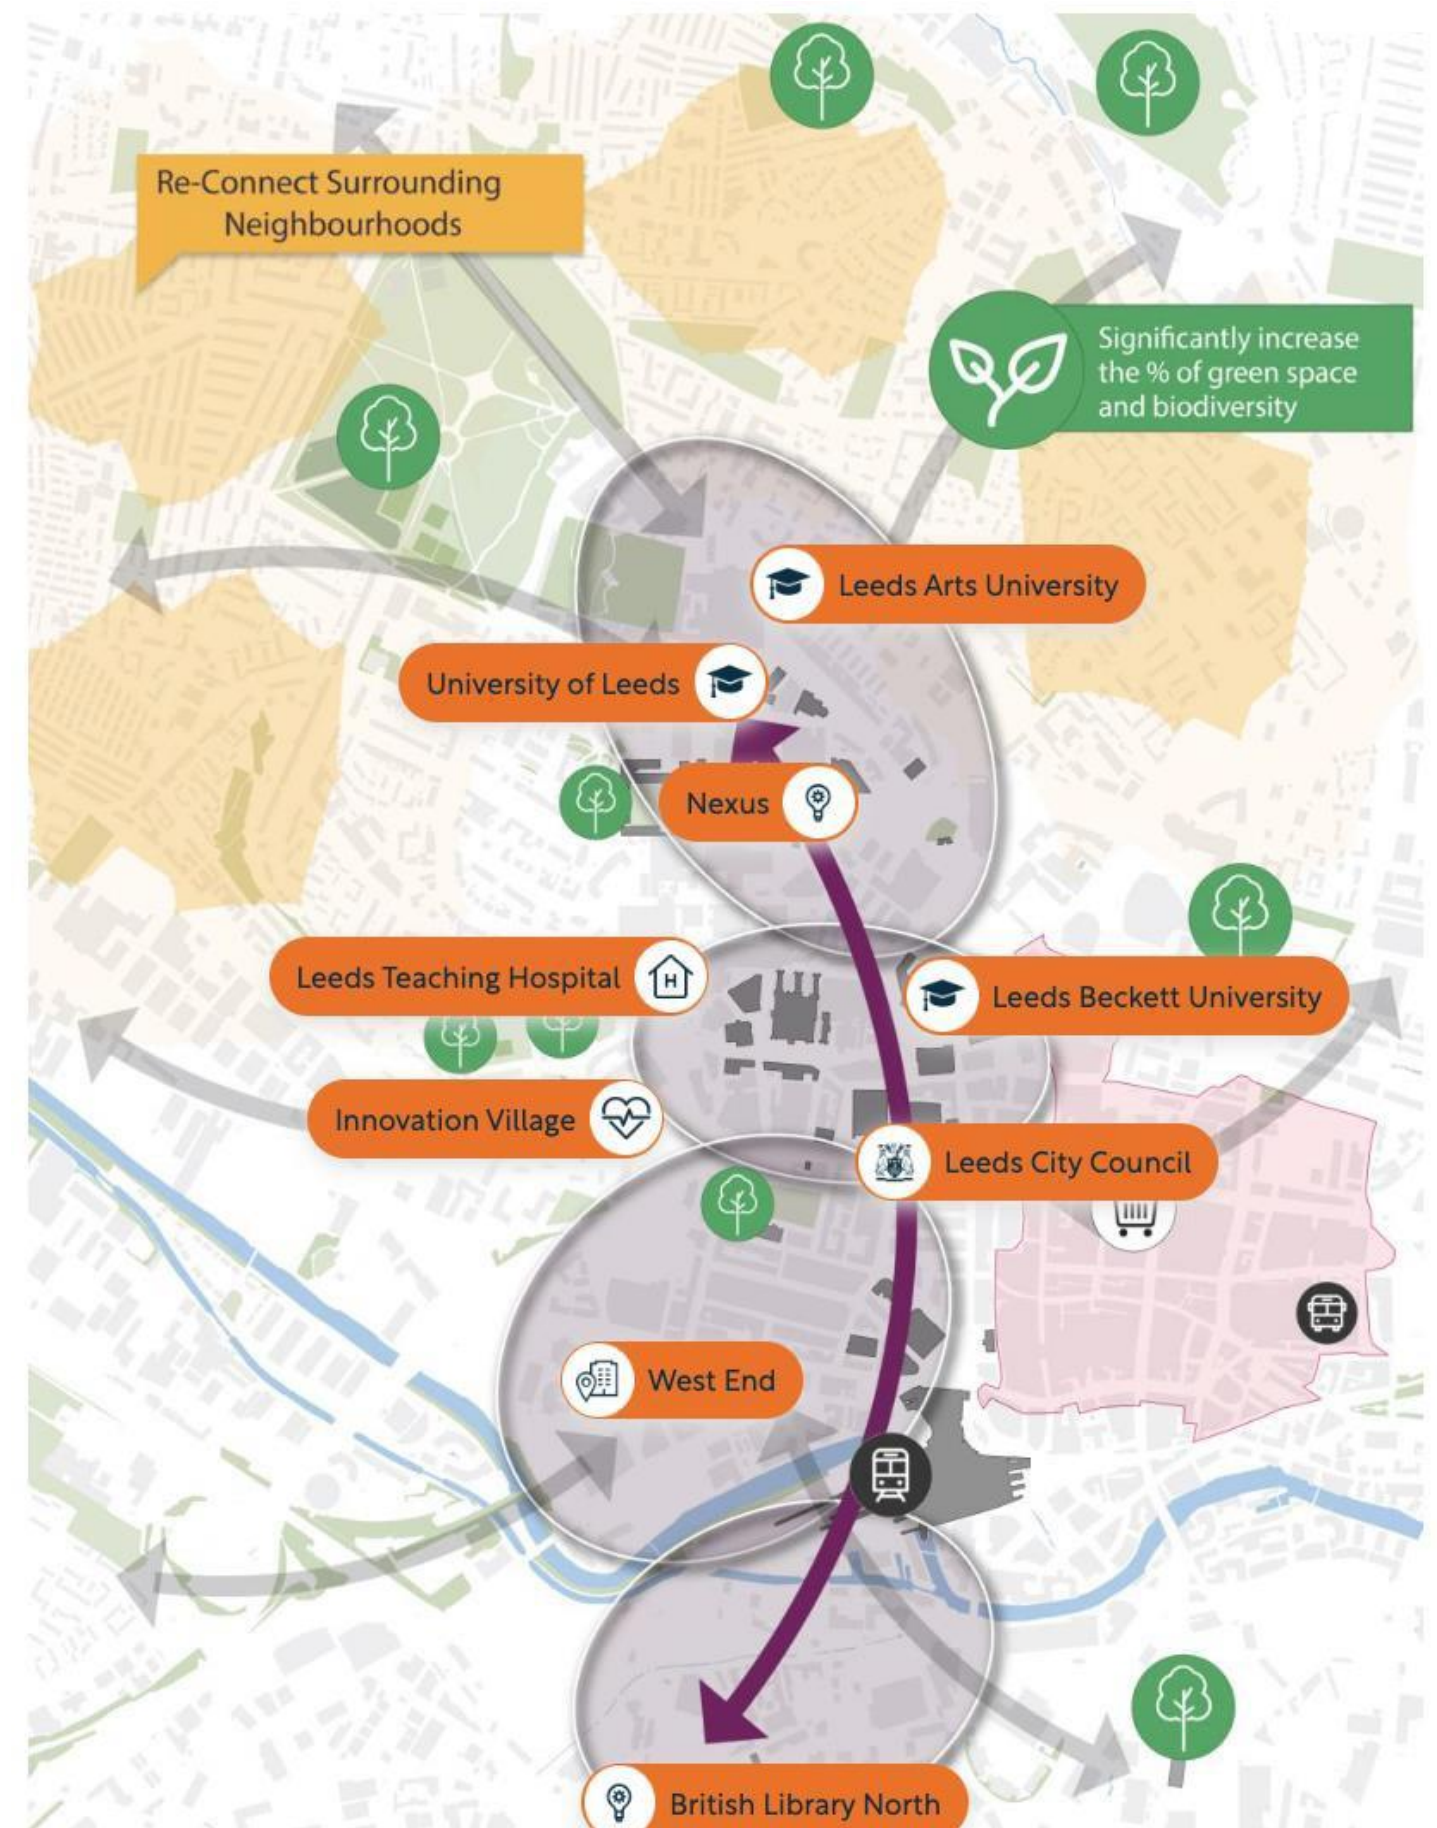 Re-Connect Surrounding
Neighbourhoods
Significantly increase
the % of green space
and biodiversity
Leeds Arts University
University of Leeds
Nexus
Leeds Teaching Hospital
H
Leeds Beckett University
Innovation Village
Leeds City Council
West End
British Library North